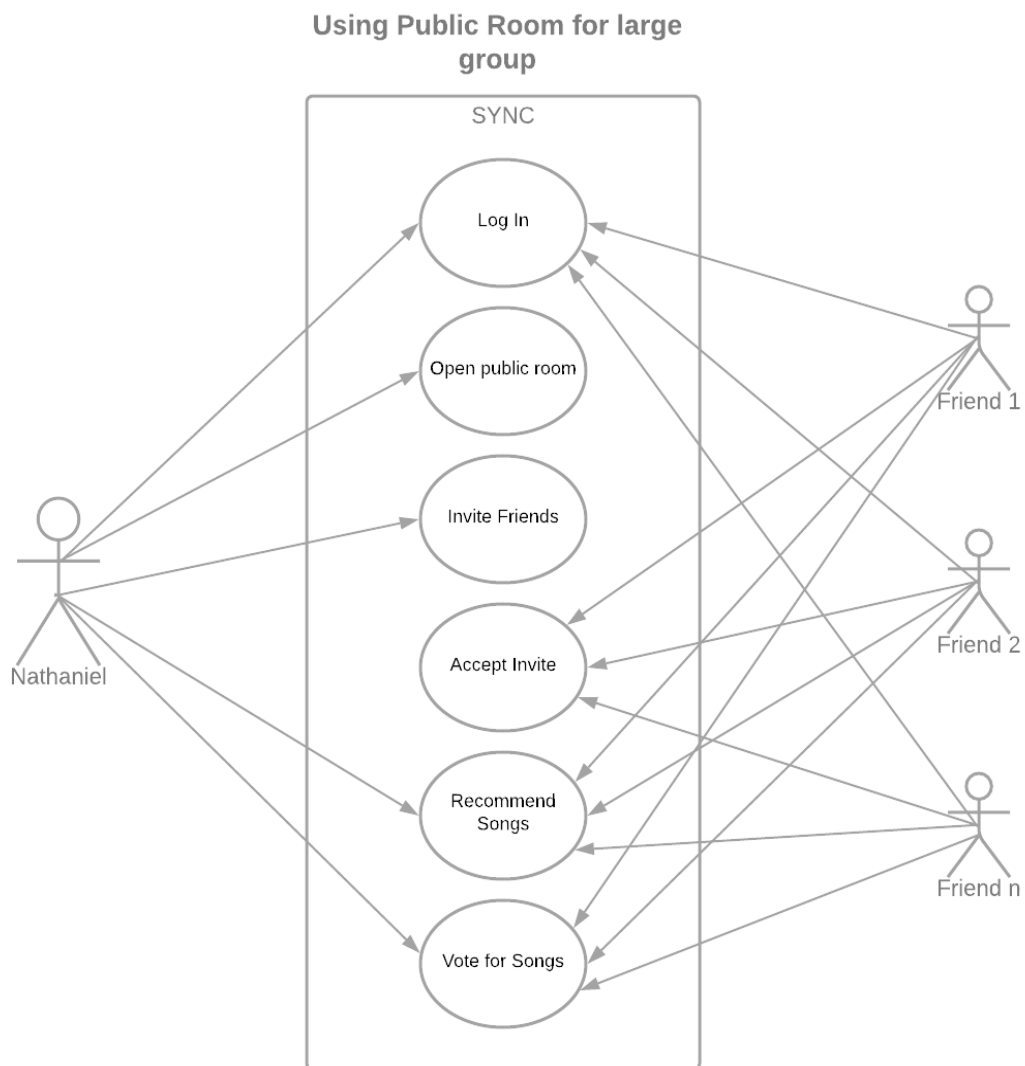 Using Public Room for large
group
SYNC
Log In
Open public room
Invite Friends
Accept Invite
Recommend
Songs
Vote for Songs
Nathaniel
Friend 1
Friend 2
Friend n